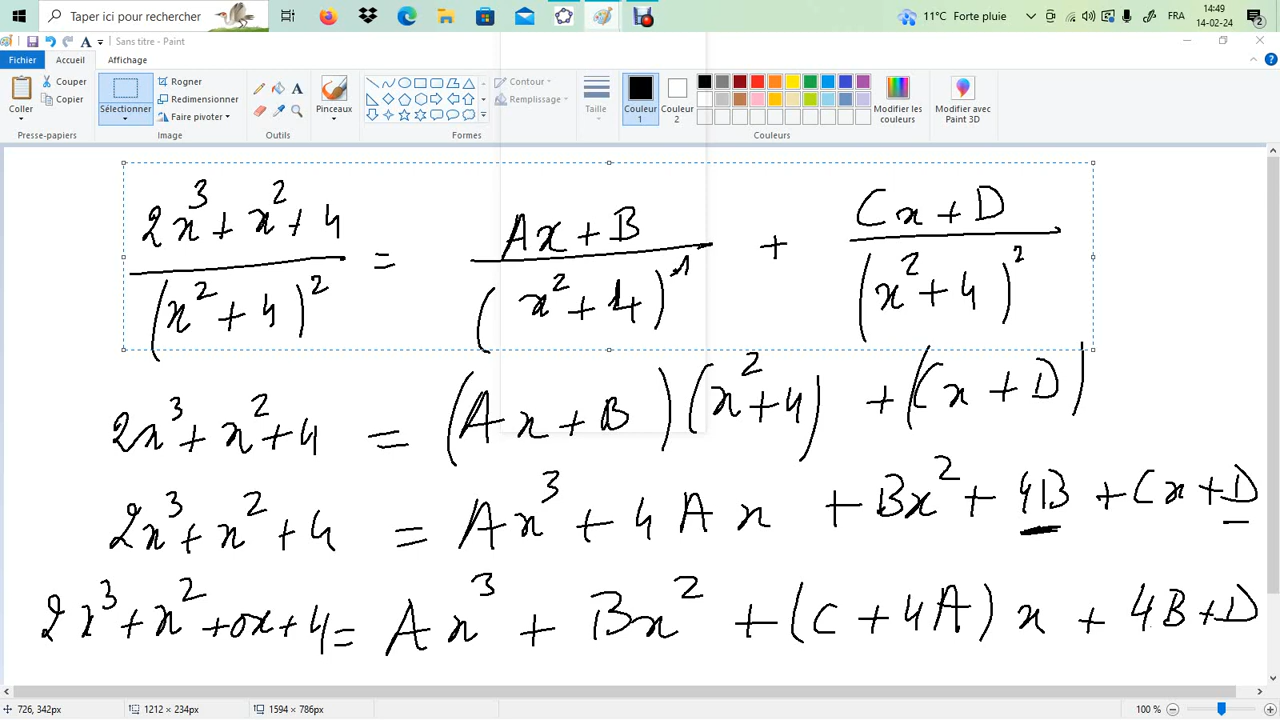 Taper ici pour rechercher
11°C Forte pluie
FRA
14:49
14-02-24
2
Sans titre - Paint
Fichier Accueil Affichage
Coller
Couper
Copier
Presse-papiers
Sélectionner
Rogner
Redimensionner
Faire pivoter
Image
Outils
Pinceaux
Contour
Remplissage
Formes
Taille
Couleur 1
Couleur 2
Modifier les couleurs
Couleurs
Modifier avec Paint 3D
(2x³+x²+4)/(x²+4)² = (Ax+B)/(x²+4)¹ + (Cx+D)/(x²+4)²
2x³+x²+4 = (Ax+B)(x²+4) +(Cx+D)
2x³+x²+4 = Ax³+4Ax +Bx²+4B+Cx+D
2x³+x²+0x+4= Ax³ + Bx² +(C+4A)x + 4B+D
726, 342px
1212 × 234px
1594 × 786px
100 %